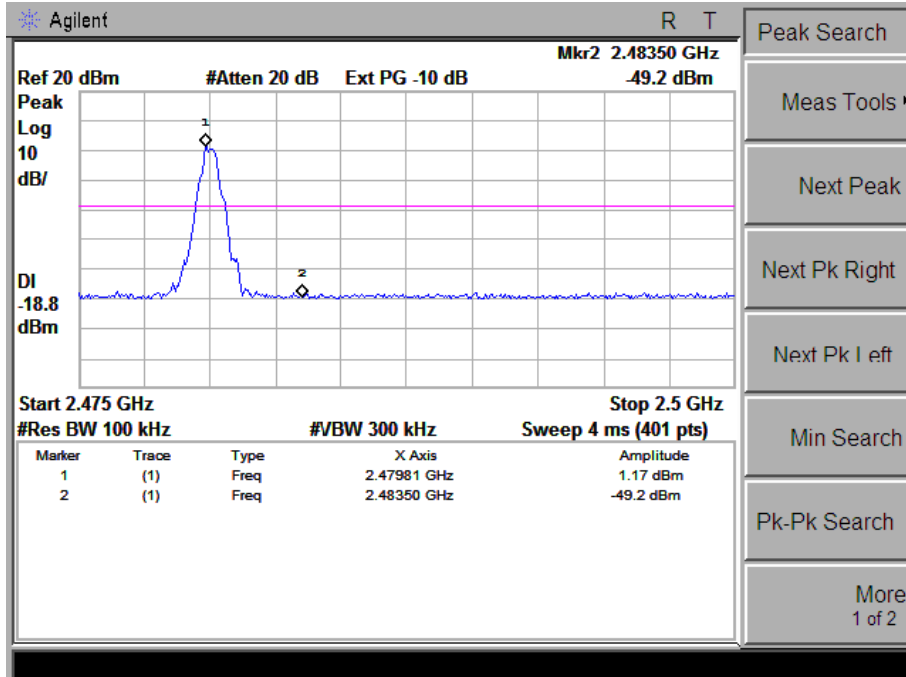 Agilent R T
Mkr2 2.48350 GHz
Ref 20 dBm #Atten 20 dB Ext PG -10 dB -49.2 dBm
Peak
Log
10
dB/
1
2
DI
-18.8
dBm
Start 2.475 GHz Stop 2.5 GHz
#Res BW 100 kHz #VBW 300 kHz Sweep 4 ms (401 pts)
Marker Trace Type X Axis Amplitude
1 (1) Freq 2.47981 GHz 1.17 dBm
2 (1) Freq 2.48350 GHz -49.2 dBm
Peak Search
Meas Tools
Next Peak
Next Pk Right
Next Pk Left
Min Search
Pk-Pk Search
More
1 of 2